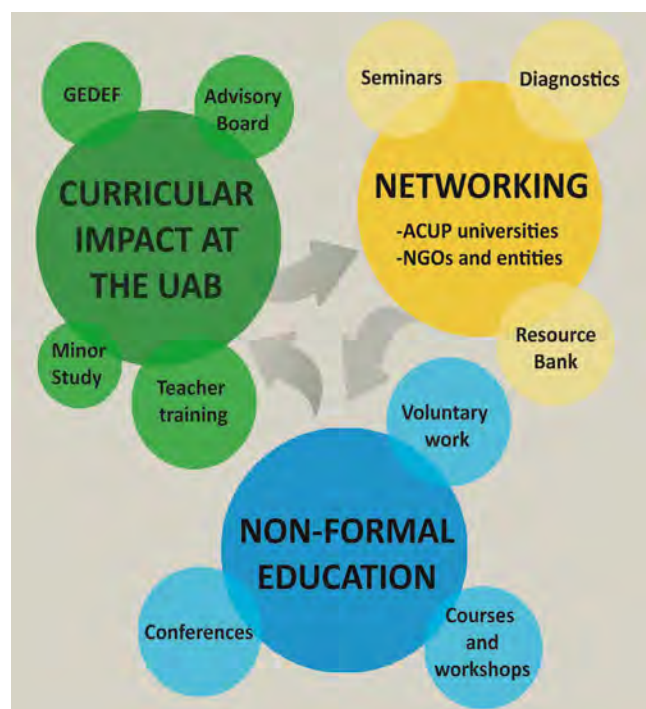 GEDEF
Advisory
Board
CURRICULAR
IMPACT AT
THE UAB
Minor
Study
Teacher
training
Seminars
Diagnostics
NETWORKING
-ACUP universities
-NGOs and entities
Resource
Bank
Voluntary
work
NON-FORMAL
EDUCATION
Conferences
Courses
and
workshops